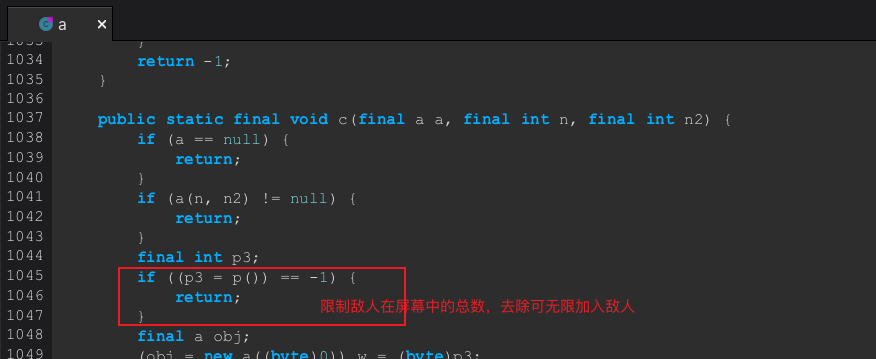 a ×
1033 }
1034 return -1;
1035 }
1036
1037 public static final void c(final a a, final int n, final int n2) {
1038 if (a == null) {
1039 return;
1040 }
1041 if (a(n, n2) != null) {
1042 return;
1043 }
1044 final int p3;
1045 if ((p3 = p()) == -1) {
1046 return; 限制敌人在屏幕中的总数，去除可无限加入敌人
1047 }
1048 final a obj;
1049 (obj = new a((byte)0)).w = (byte)p3;